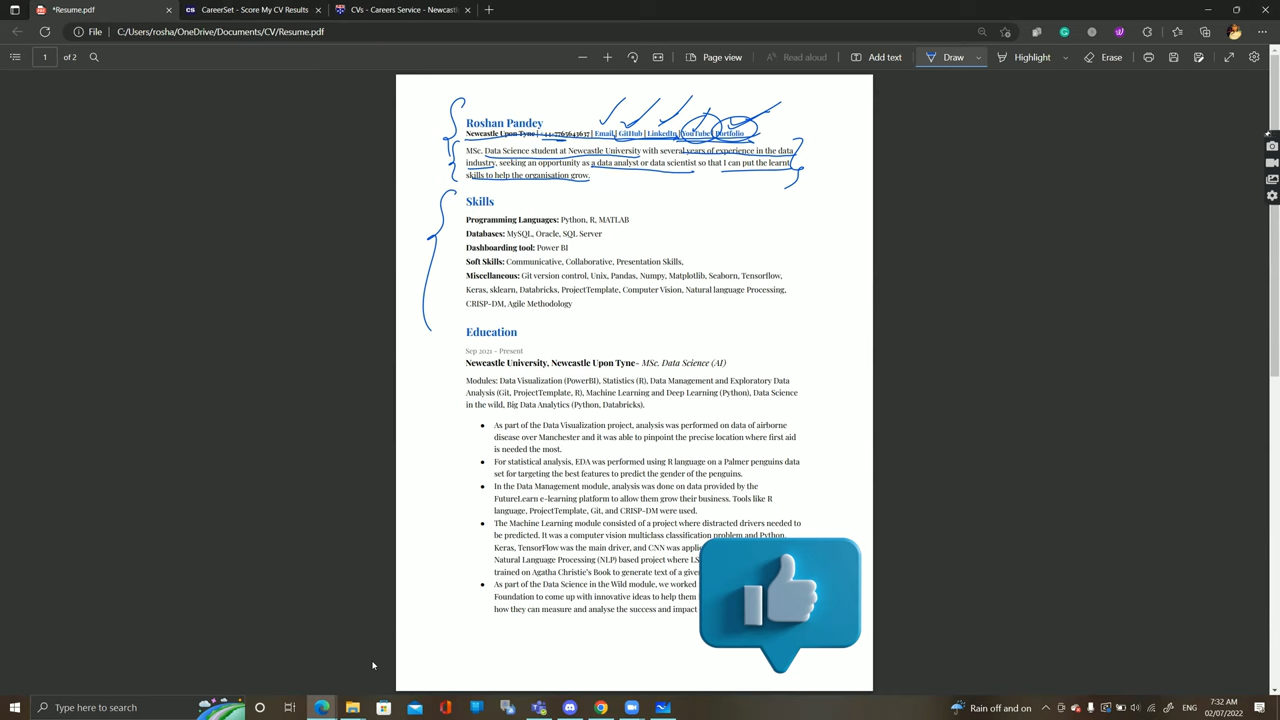 *Resume.pdf
CareerSet - Score My CV Results
CVs - Careers Service - Newcastl
File
C:/Users/rosha/OneDrive/Documents/CV/Resume.pdf
1 of 2
Page view
Read aloud
Add text
Draw
Highlight
Erase
Roshan Pandey
Newcastle Upon Tyne | +44-7765643637 | Email | GitHub | LinkedIn | YouTube | Portfolio
MSc. Data Science student at Newcastle University with several years of experience in the data
industry, seeking an opportunity as a data analyst or data scientist so that I can put the learnt
skills to help the organisation grow.
Skills
Programming Languages: Python, R, MATLAB
Databases: MySQL, Oracle, SQL Server
Dashboarding tool: Power BI
Soft Skills: Communicative, Collaborative, Presentation Skills,
Miscellaneous: Git version control, Unix, Pandas, Numpy, Matplotlib, Seaborn, Tensorflow,
Keras, sklearn, Databricks, ProjectTemplate, Computer Vision, Natural language Processing,
CRISP-DM, Agile Methodology
Education
Sep 2021 - Present
Newcastle University, Newcastle Upon Tyne- MSc. Data Science (AI)
Modules: Data Visualization (PowerBI), Statistics (R), Data Management and Exploratory Data
Analysis (Git, ProjectTemplate, R), Machine Learning and Deep Learning (Python), Data Science
in the wild, Big Data Analytics (Python, Databricks).
● As part of the Data Visualization project, analysis was performed on data of airborne
disease over Manchester and it was able to pinpoint the precise location where first aid
is needed the most.
● For statistical analysis, EDA was performed using R language on a Palmer penguins data
set for targeting the best features to predict the gender of the penguins.
● In the Data Management module, analysis was done on data provided by the
FutureLearn e-learning platform to allow them grow their business. Tools like R
language, ProjectTemplate, Git, and CRISP-DM were used.
● The Machine Learning module consisted of a project where distracted drivers needed to
be predicted. It was a computer vision multiclass classification problem and Python,
Keras, TensorFlow was the main driver, and CNN was appli
Natural Language Processing (NLP) based project where LS
trained on Agatha Christie's Book to generate text of a give
● As part of the Data Science in the Wild module, we worked
Foundation to come up with innovative ideas to help them
how they can measure and analyse the success and impact
Type here to search
Rain off and on
7:32 AM
02/07/2022